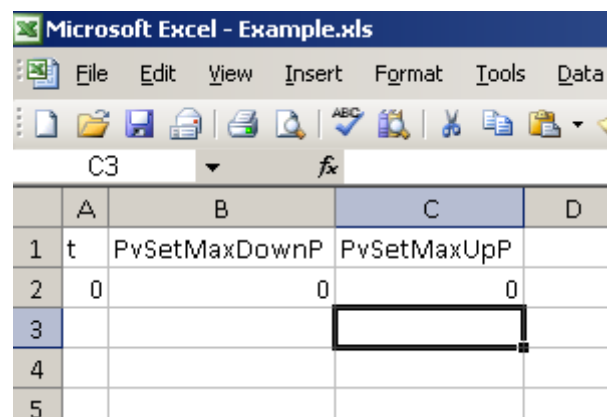 Microsoft Excel - Example.xls
File Edit View Insert Format Tools Data
ABC
C3 fx
A B C D
1 t PvSetMaxDownP PvSetMaxUpP
2 0 0 0
3
4
5